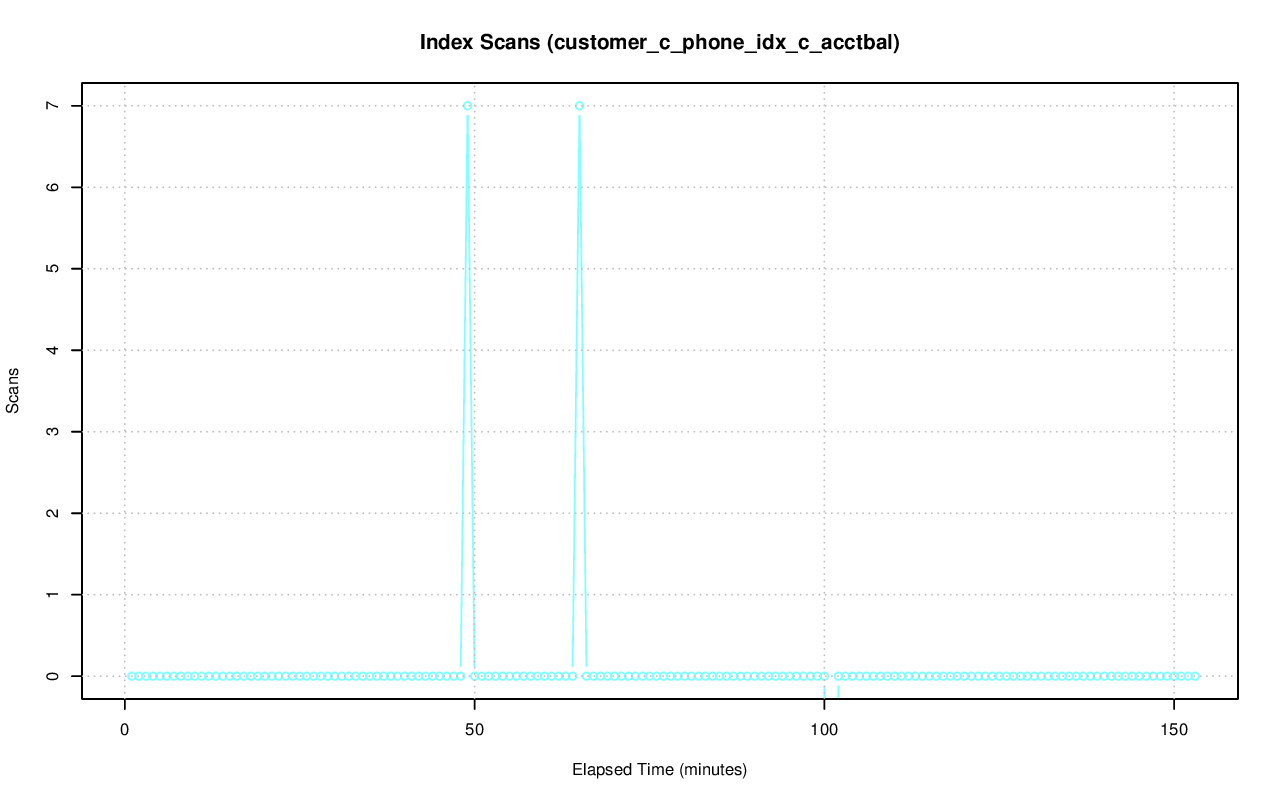 Index Scans (customer_c_phone_idx_c_acctbal)
7
6
5
4
3
2
1
0
Scans
0 50 100 150
Elapsed Time (minutes)